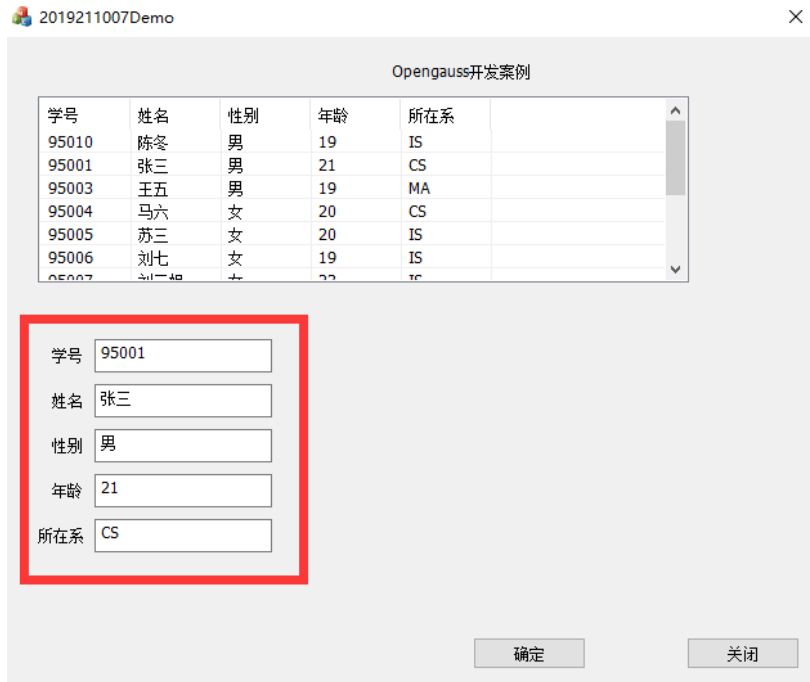 2019211007Demo
Opengauss开发案例
学号 姓名 性别 年龄 所在系
95010 陈冬 男 19 IS
95001 张三 男 21 CS
95003 王五 男 19 MA
95004 马六 女 20 CS
95005 苏三 女 20 IS
95006 刘七 女 19 IS
学号 95001
姓名 张三
性别 男
年龄 21
所在系 CS
确定 关闭